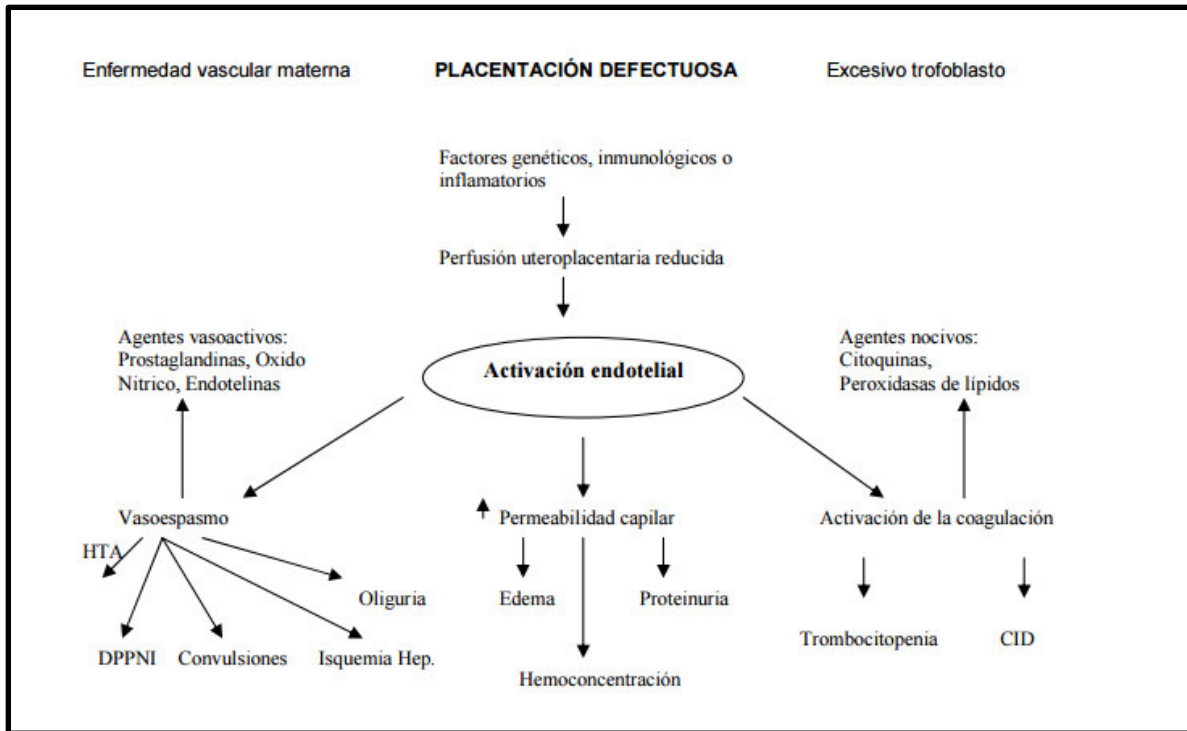 Enfermedad vascular materna
PLACENTACIÓN DEFECTUOSA
Excesivo trofoblasto
Factores genéticos, inmunológicos o
inflamatorios
Perfusión uteroplacentaria reducida
Agentes vasoactivos:
Prostaglandinas, Oxido
Nitrico, Endotelinas
Activación endotelial
Agentes nocivos:
Citoquinas,
Peroxidasas de lípidos
Vasoespasmo
Permeabilidad capilar
Activación de la coagulación
HTA
Oliguria
Edema
Proteinuria
DPPNI
Convulsiones
Isquemia Hep.
Hemoconcentración
Trombocitopenia
CID